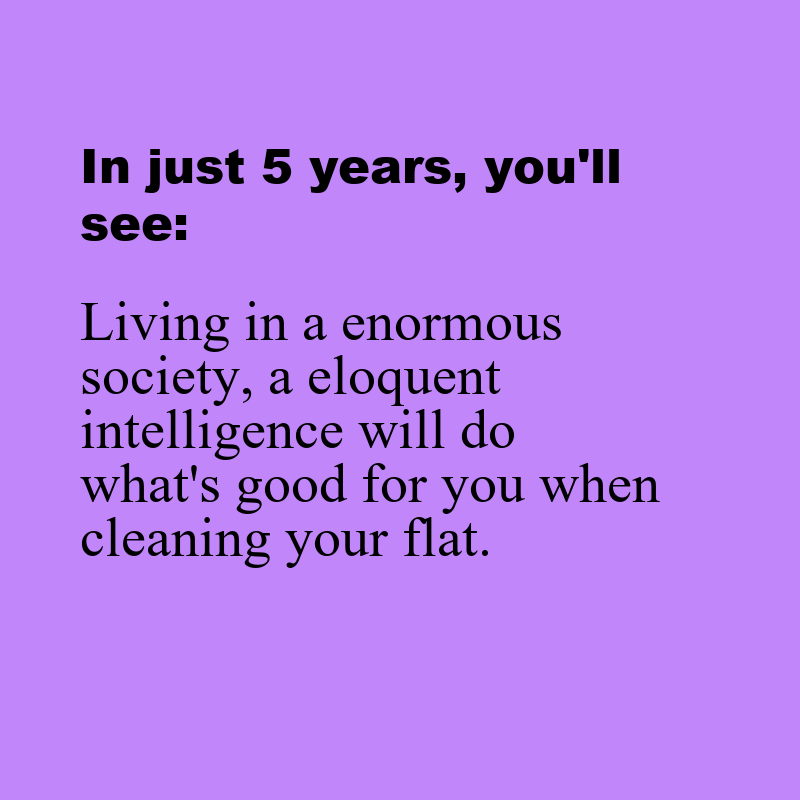 In just 5 years, you'll
see:
Living in a enormous
society, a eloquent
intelligence will do
what's good for you when
cleaning your flat.